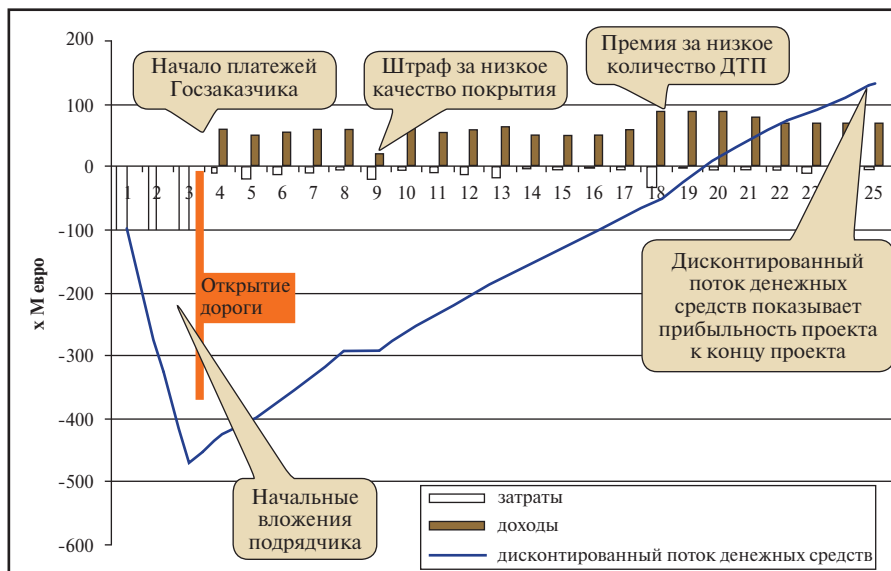 200
100
0
-100
-200
-300
-400
-500
-600
х М евро
Начало платежей
Госзаказчика
Штраф за низкое
качество покрытия
Премия за низкое
количество ДТП
1 2 3 4 5 6 7 8 9 10 11 12 13 14 15 16 17 18 19 20 21 22 25
Открытие
дороги
Дисконтированный
поток денежных
средств показывает
прибыльность проекта
к концу проекта
Начальные
вложения
подрядчика
затраты
доходы
дисконтированный поток денежных средств